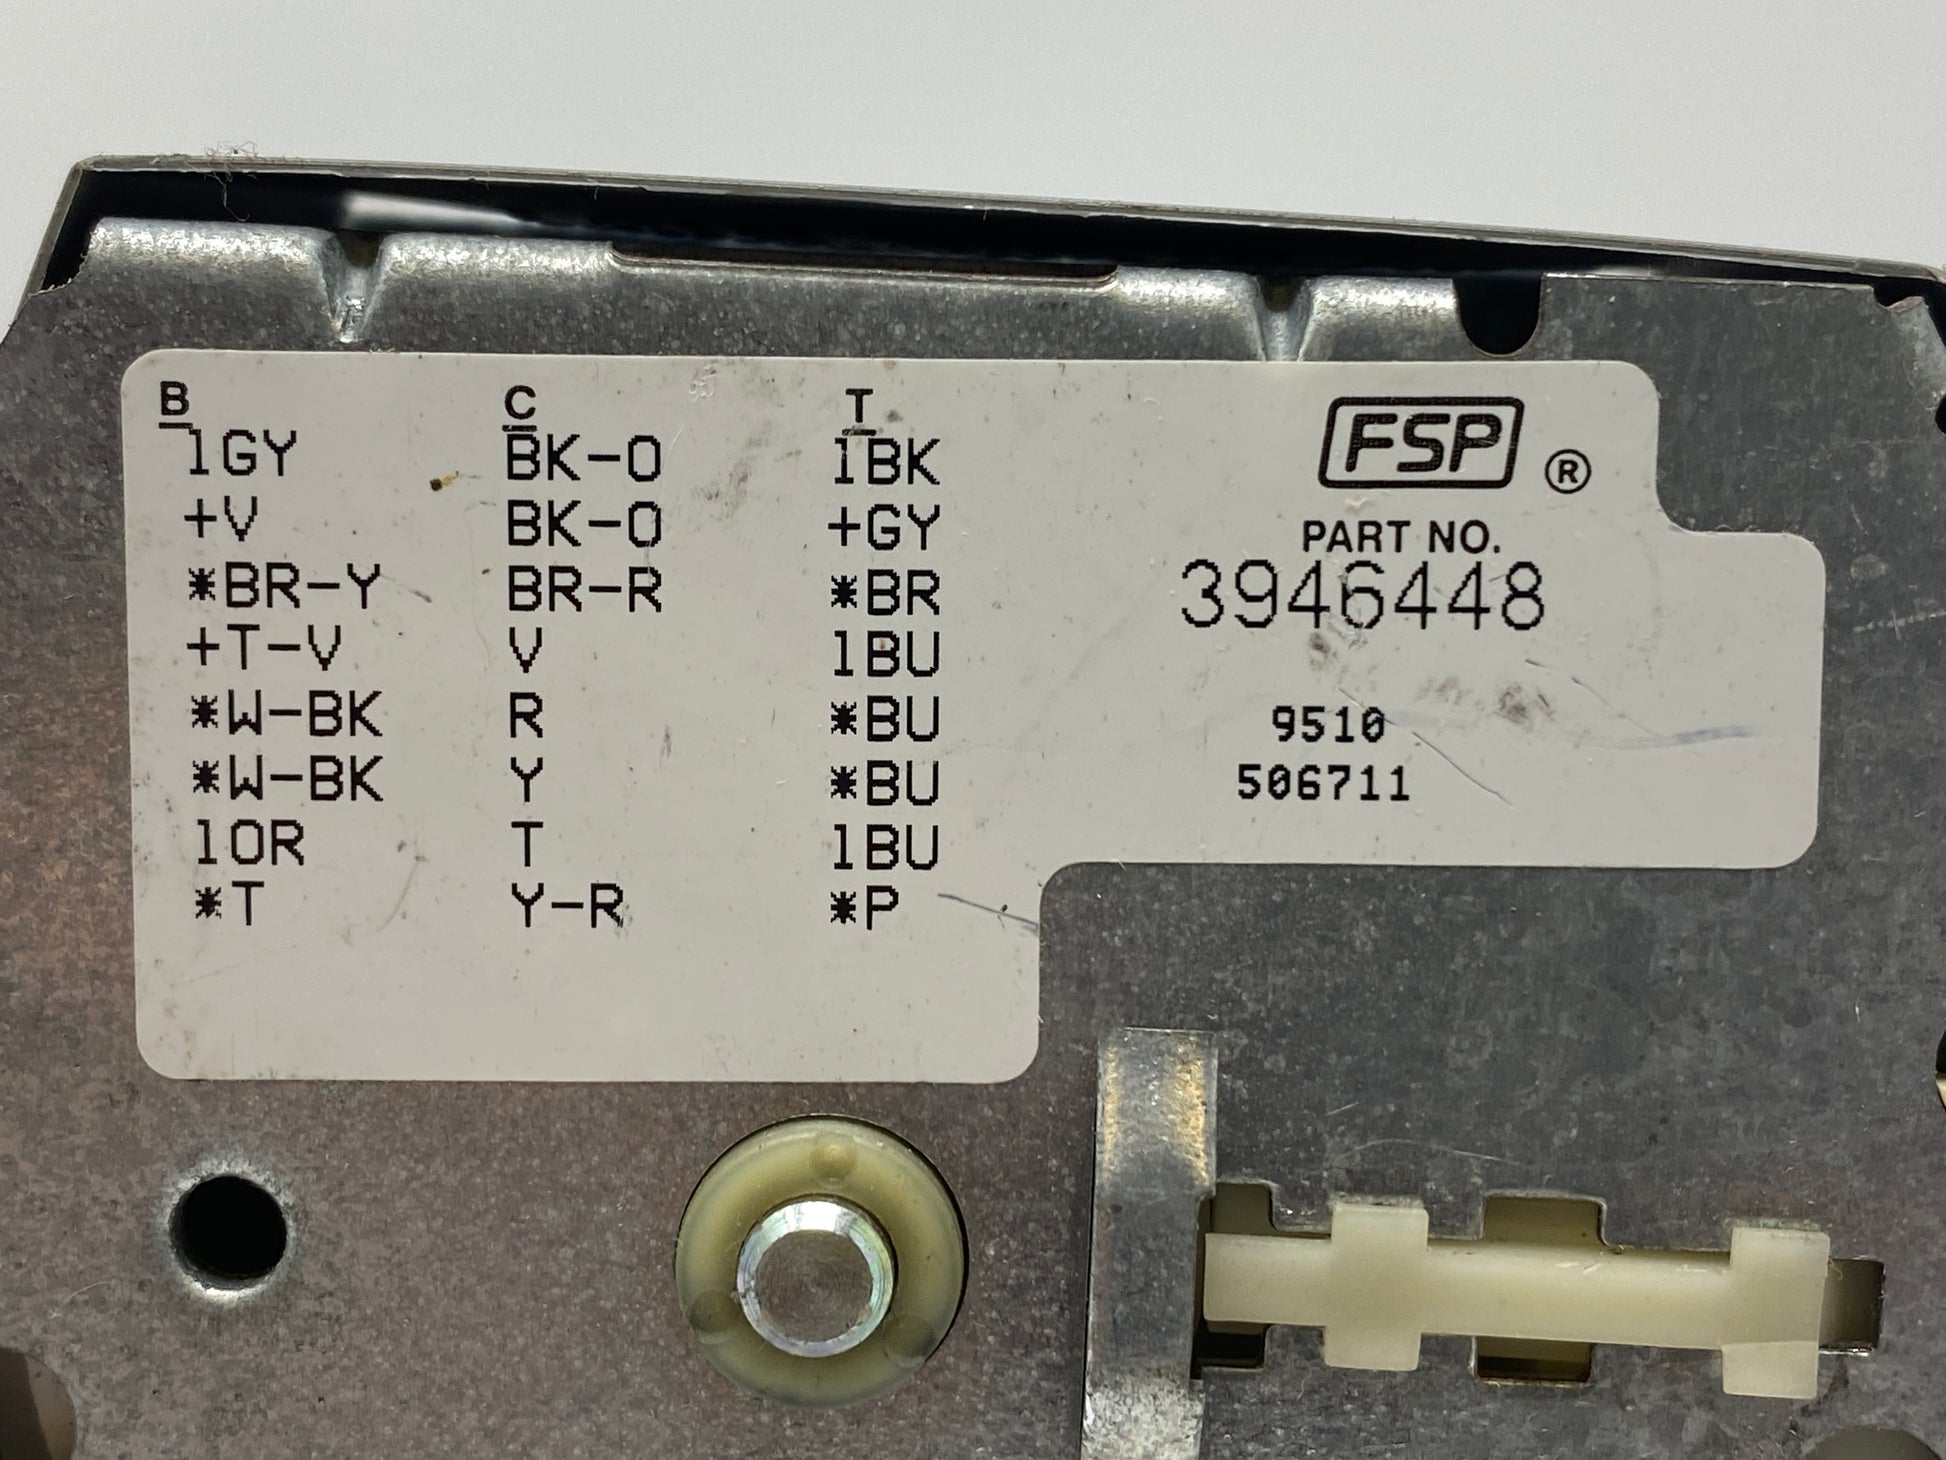 B C T
1GY BK-O 1BK
+V BK-O +GY
*BR-Y BR-R *BR
+T-V V 1BU
*W-BK R *BU
*W-BK Y *BU
1OR T 1BU
*T Y-R *P
FSP ®
PART NO.
3946448
9510
506711